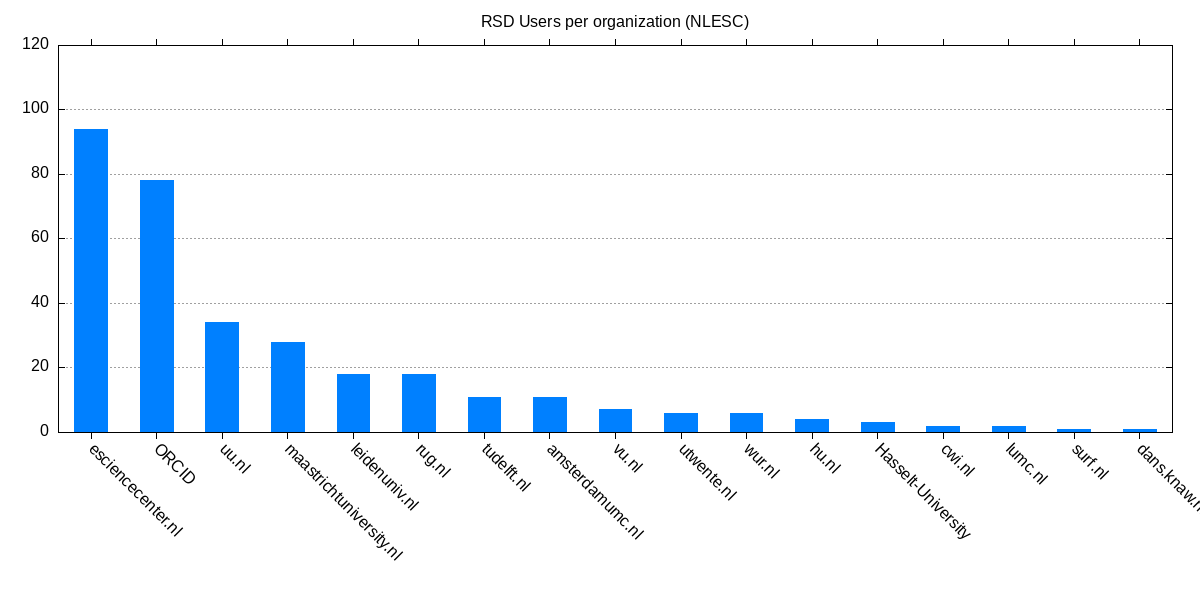 RSD Users per organization (NLESC)
120
100
80
60
40
20
0
esciencecenter.nl
ORCID
uu.nl
maastrichtuniversity.nl
leidenuniv.nl
rug.nl
tudelft.nl
amsterdamumc.nl
vu.nl
utwente.nl
wur.nl
hu.nl
Hasselt-University
cwi.nl
lumc.nl
surf.nl
dans.knaw.n